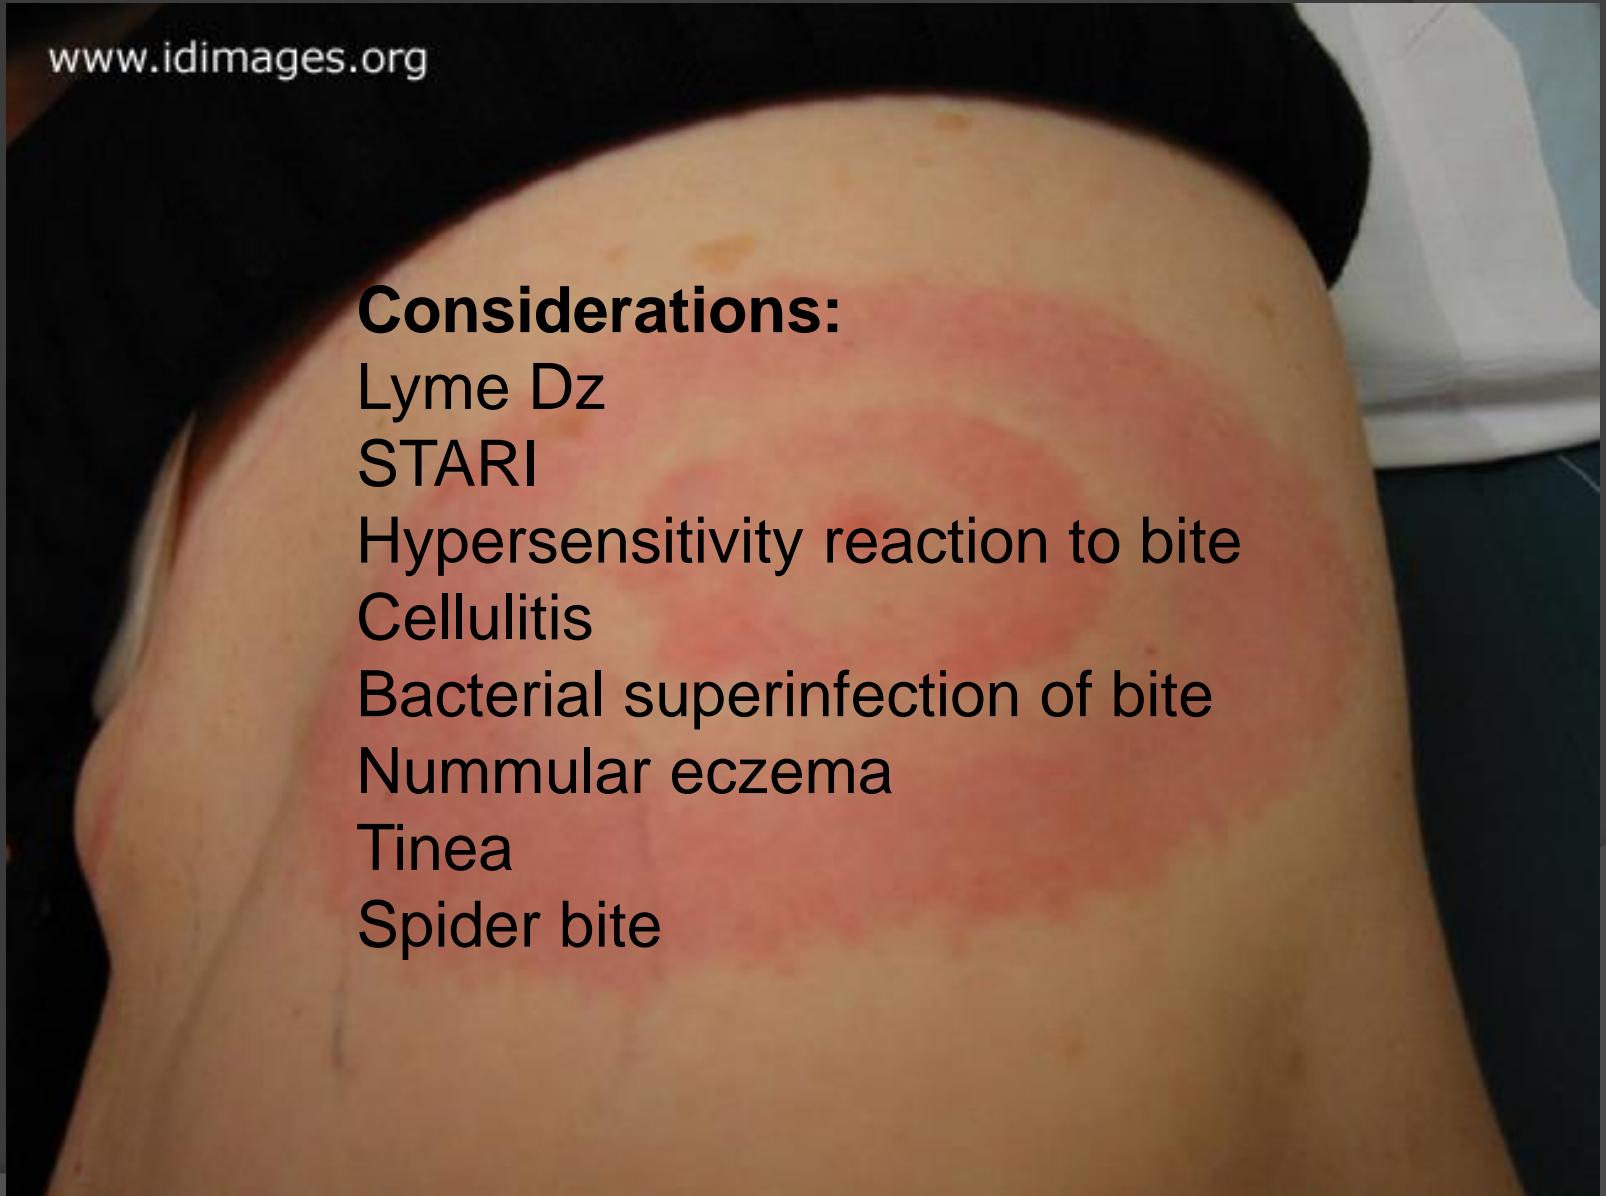 www.idimages.org
Considerations:
Lyme Dz
STARI
Hypersensitivity reaction to bite
Cellulitis
Bacterial superinfection of bite
Nummular eczema
Tinea
Spider bite